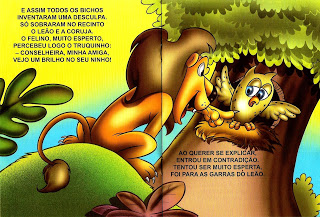 E ASSIM TODOS OS BICHOS
INVENTARAM UMA DESCULPA.
SÓ SOBRARAM NO RECINTO
O LEÃO E A CORUJA.
O FELINO, MUITO ESPERTO,
PERCEBEU LOGO O TRUQUINHO:
– CONSELHEIRA, MINHA AMIGA,
VEJO UM BRILHO NO SEU NINHO!
AO QUERER SE EXPLICAR,
ENTROU EM CONTRADIÇÃO.
TENTOU SER MUITO ESPERTA,
FOI PARA AS GARRAS DO LEÃO.